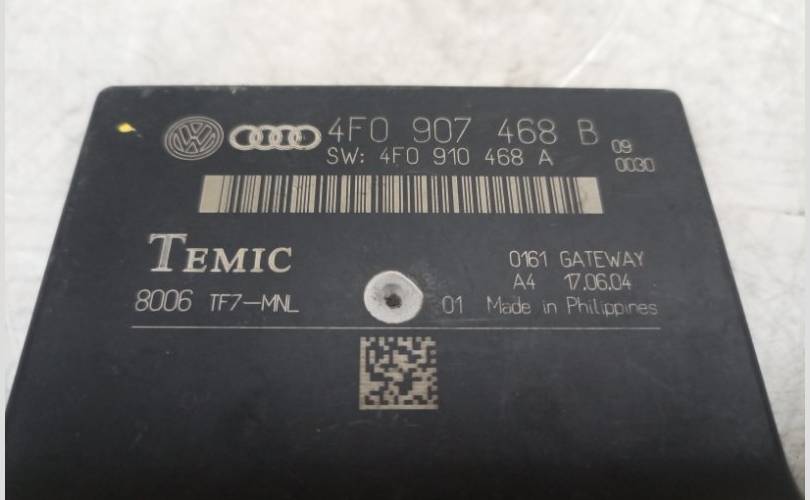 4F0 907 468 B 09
SW: 4F0 910 468 A 0030
TEMIC 0161 GATEWAY
A4 17.06.04
8006 TF7-MNL 01 Made in Philippines